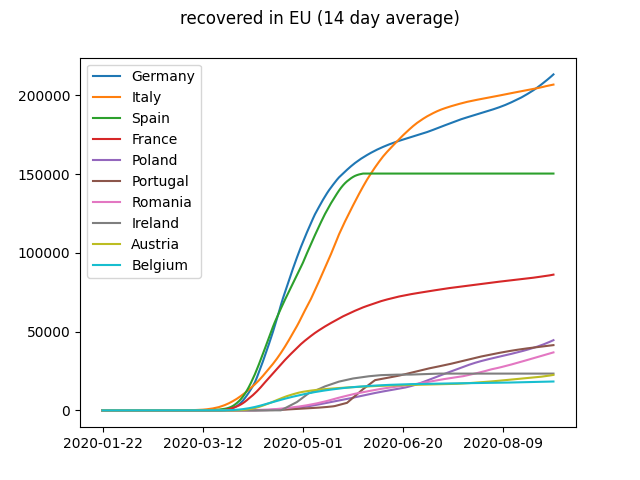 recovered in EU (14 day average)
200000
150000
100000
50000
0
Germany
Italy
Spain
France
Poland
Portugal
Romania
Ireland
Austria
Belgium
2020-01-22 2020-03-12 2020-05-01 2020-06-20 2020-08-09